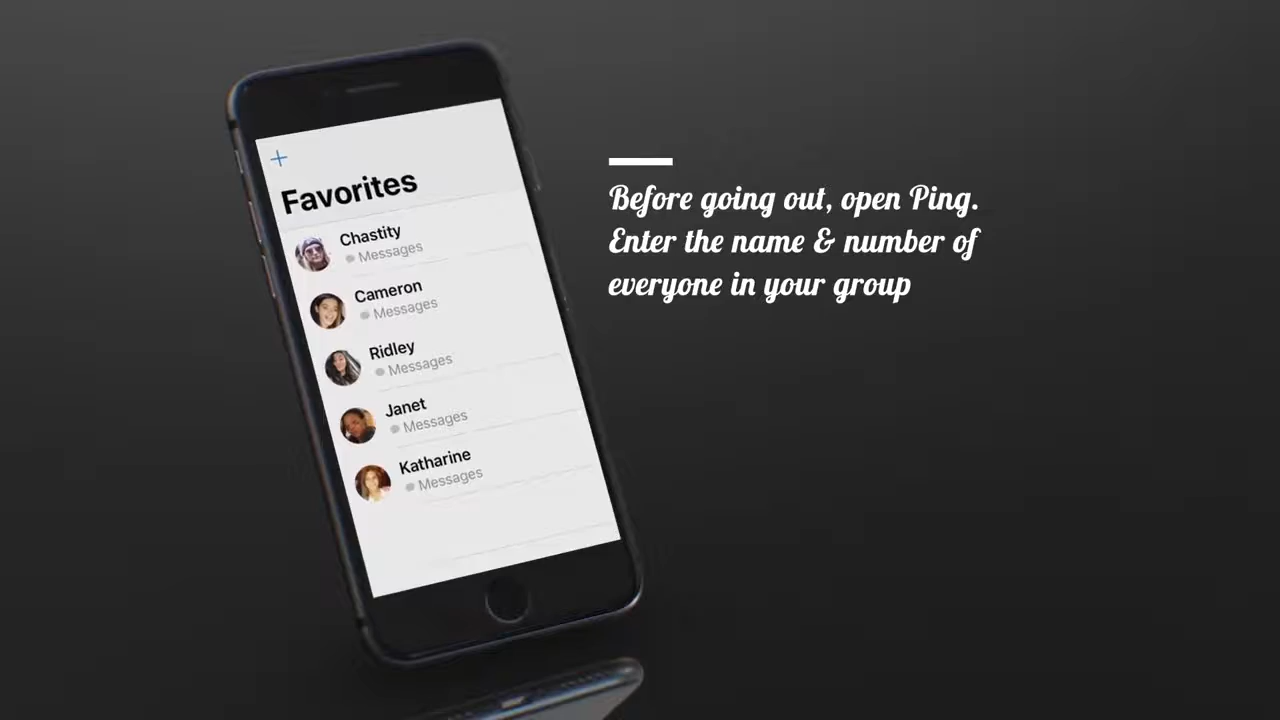 Favorites
Chastity
Messages
Cameron
Messages
Ridley
Messages
Janet
Messages
Katharine
Messages
Before going out, open Ping.
Enter the name & number of
everyone in your group